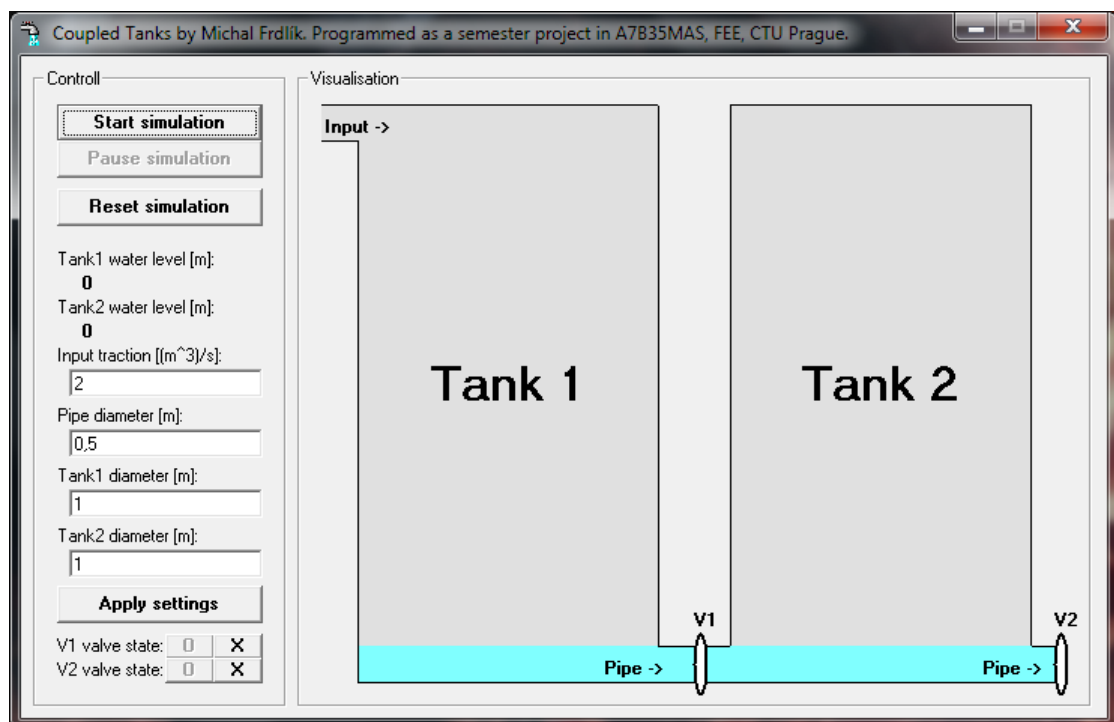 Coupled Tanks by Michal Frdlík. Programmed as a semester project in A7B35MAS, FEE, CTU Prague.
Controll
Start simulation
Pause simulation
Reset simulation
Tank1 water level [m]:
0
Tank2 water level [m]:
0
Input traction [(m^3)/s]:
2
Pipe diameter [m]:
0,5
Tank1 diameter [m]:
1
Tank2 diameter [m]:
1
Apply settings
V1 valve state: 0 X
V2 valve state: 0 X
Visualisation
Input ->
Tank 1
Tank 2
V1
V2
Pipe ->
Pipe ->